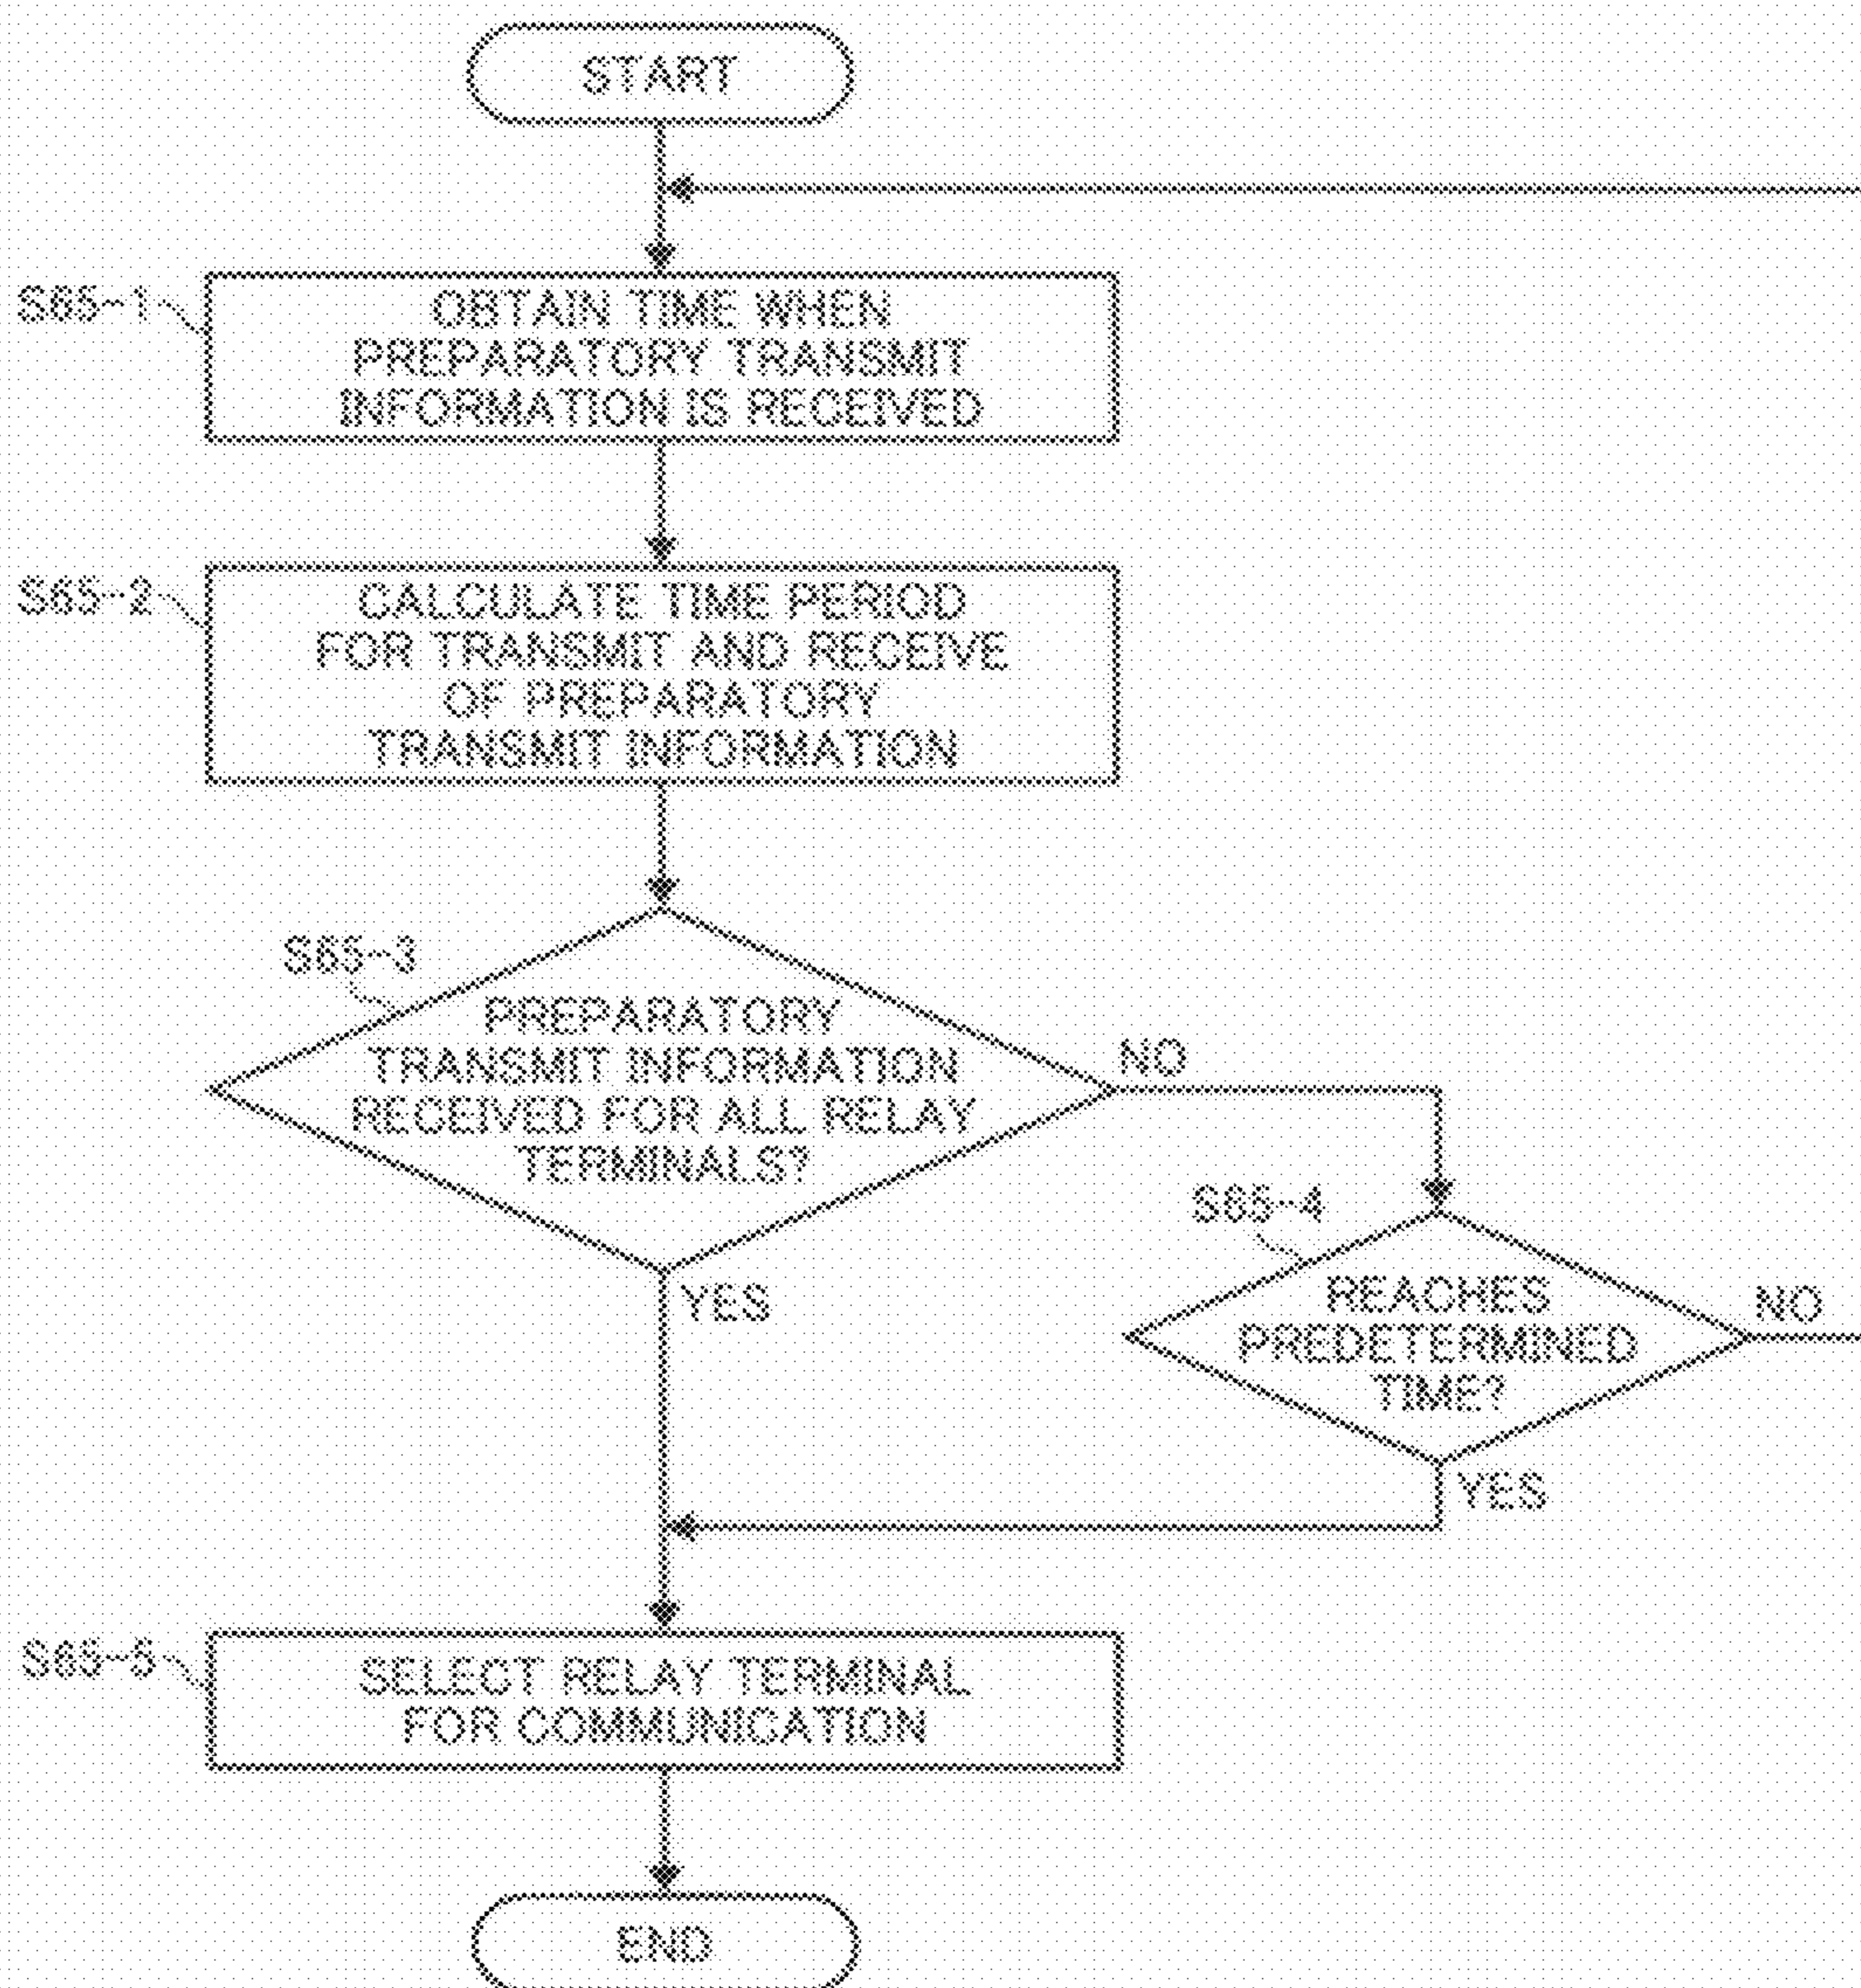 START
S65-1
OBTAIN TIME WHEN
PREPARATORY TRANSMIT
INFORMATION IS RECEIVED
S65-2
CALCULATE TIME PERIOD
FOR TRANSMIT AND RECEIVE
OF PREPARATORY
TRANSMIT INFORMATION
S65-3
PREPARATORY
TRANSMIT INFORMATION
RECEIVED FOR ALL RELAY
TERMINALS?
NO
YES
S65-4
REACHES
PREDETERMINED
TIME?
NO
YES
S65-5
SELECT RELAY TERMINAL
FOR COMMUNICATION
END